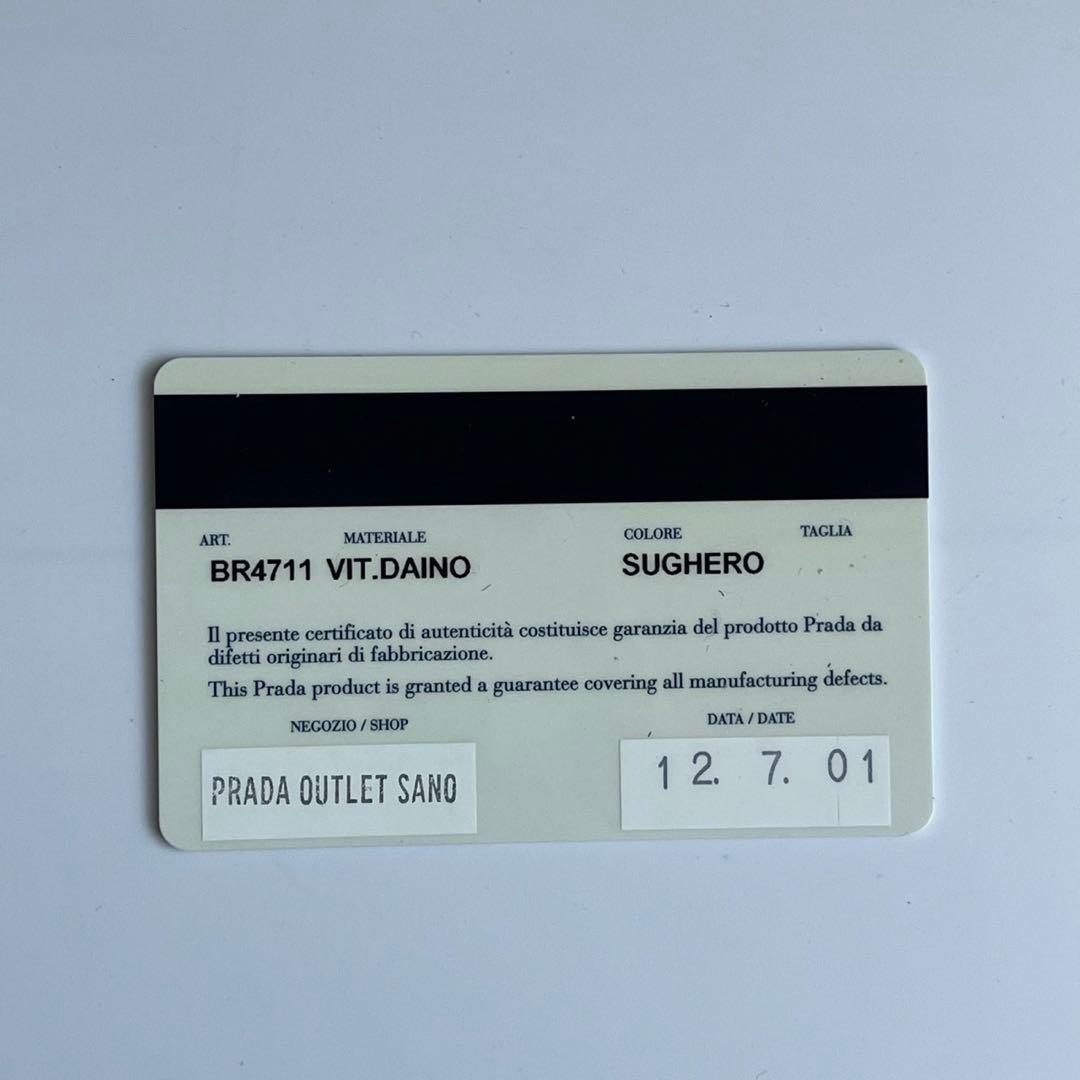 ART. MATERIALE COLORE TAGLIA
BR4711 VIT.DAINO SUGHERO
Il presente certificato di autenticità costituisce garanzia del prodotto Prada da
difetti originari di fabbricazione.
This Prada product is granted a guarantee covering all manufacturing defects.
NEGOZIO / SHOP DATA / DATE
PRADA OUTLET SANO 12. 7. 01